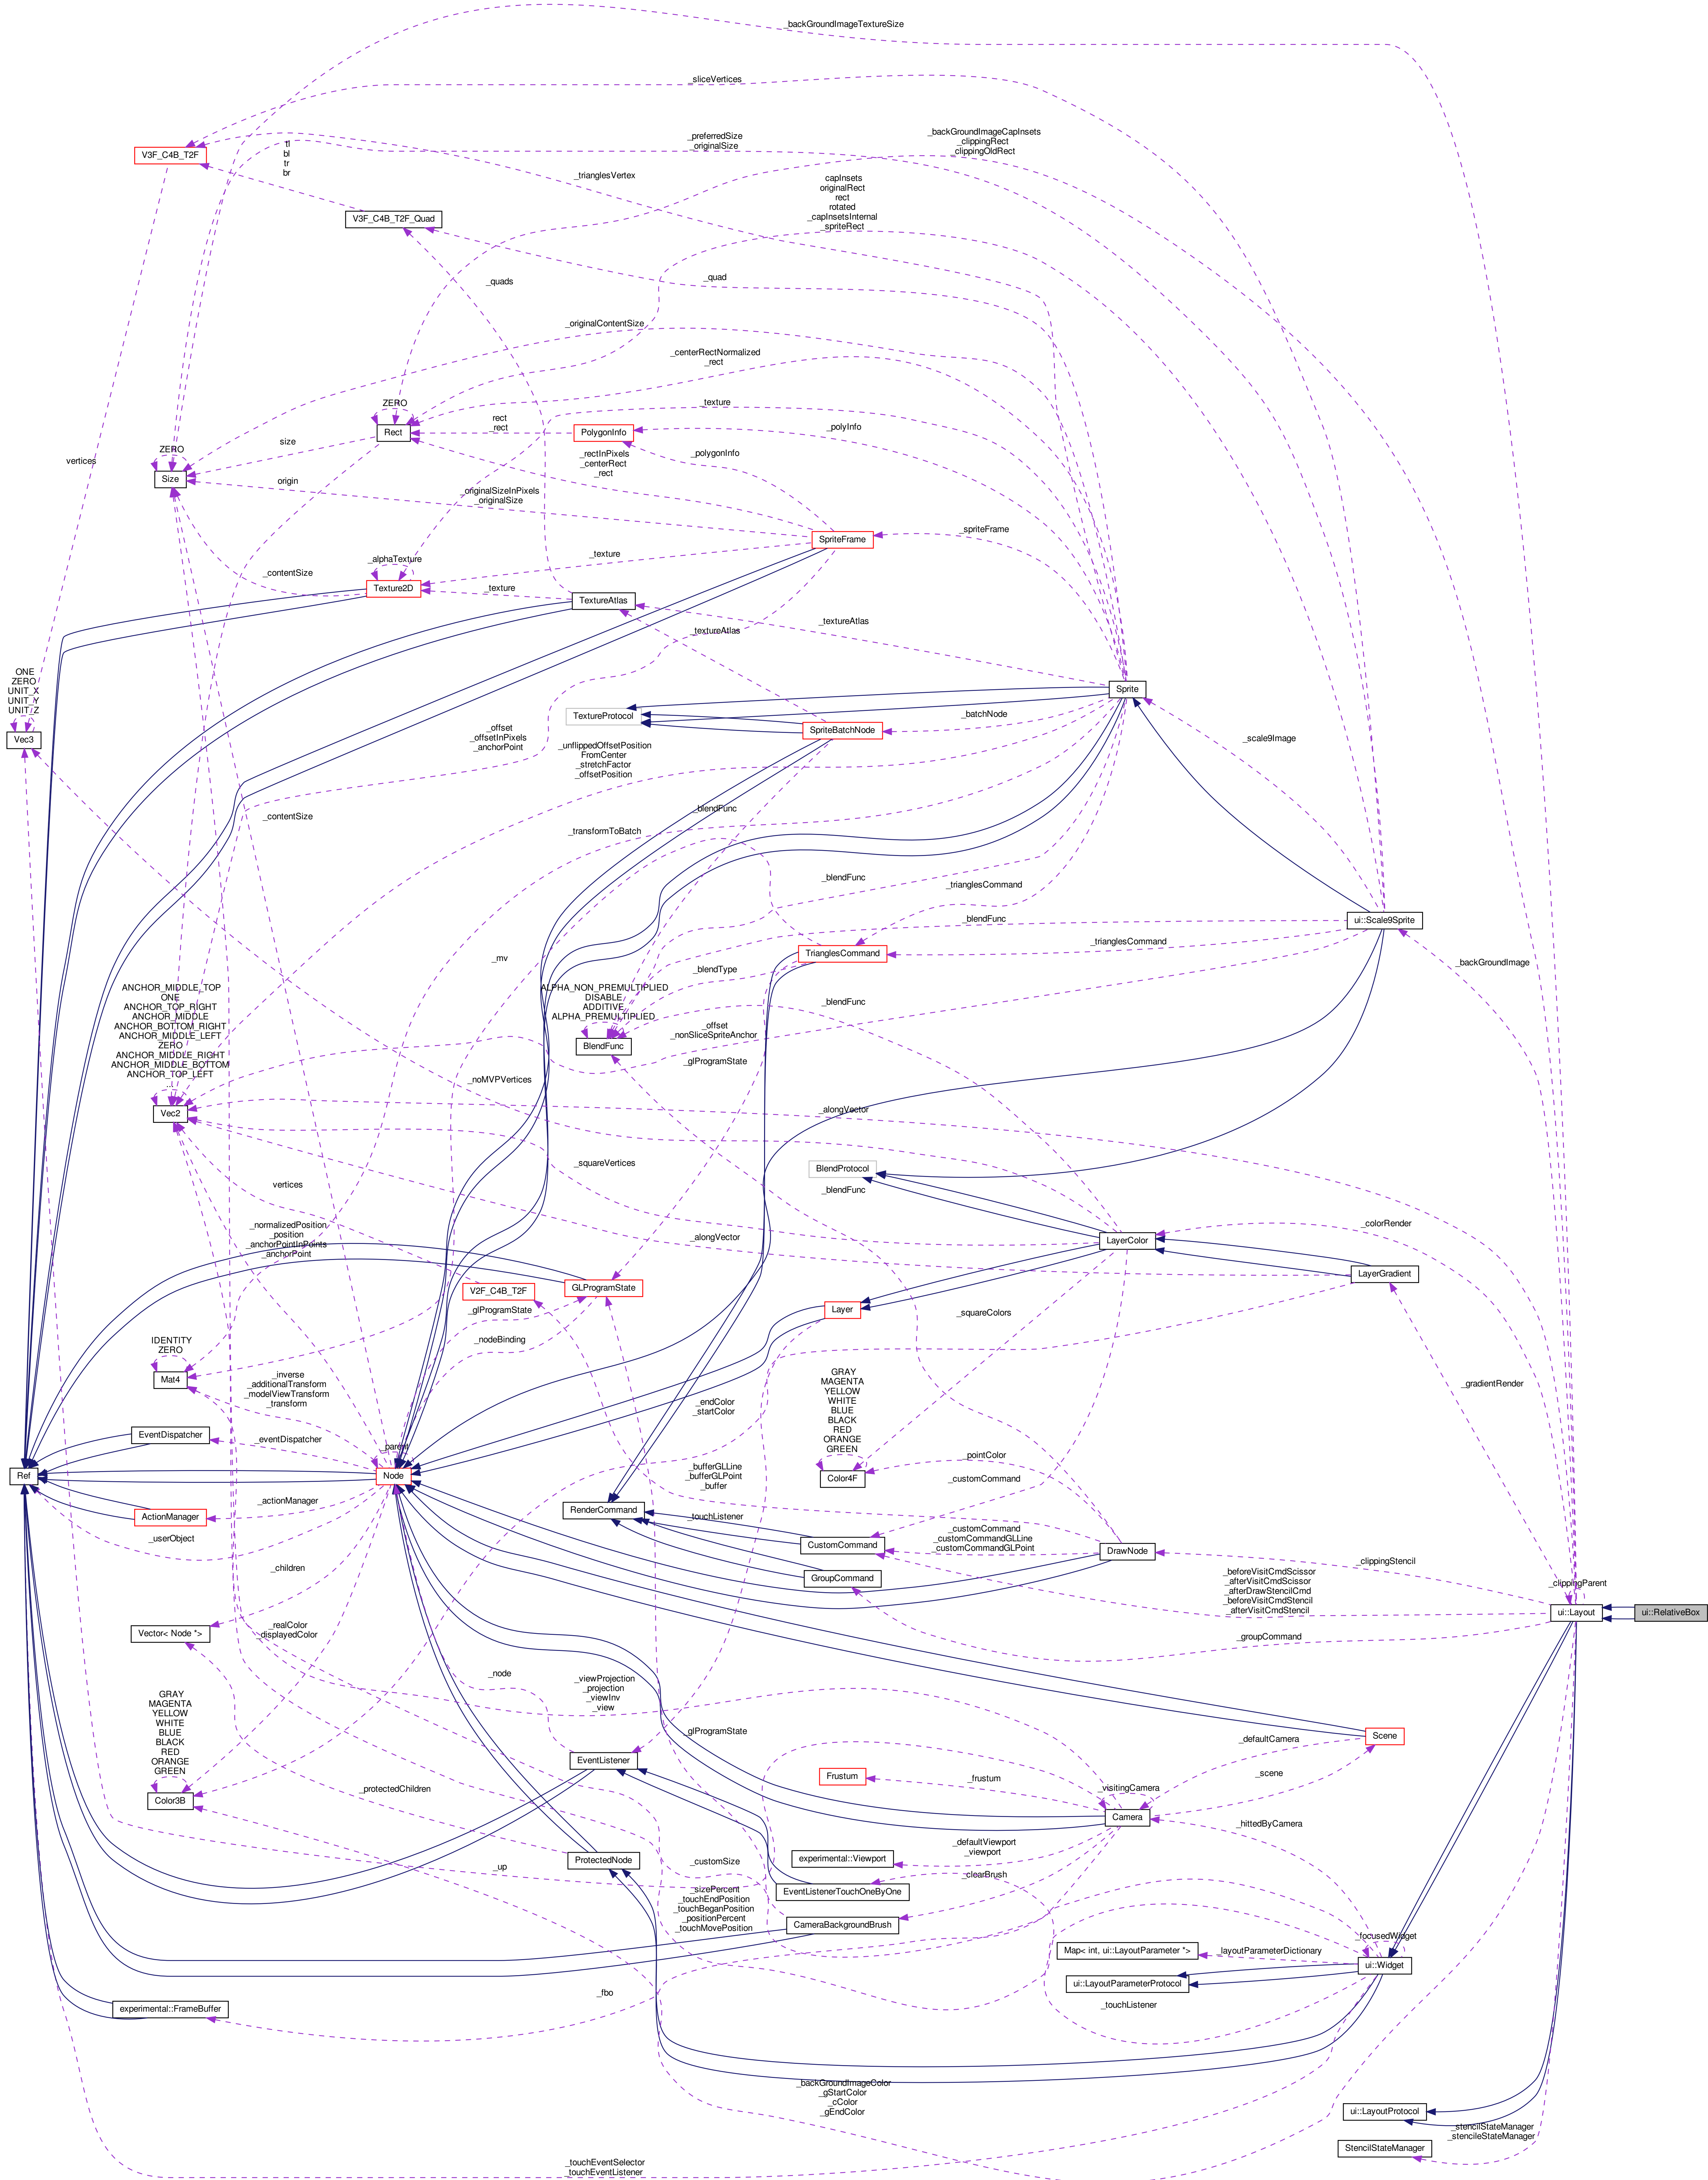 _backGroundImageTextureSize
_sliceVertices
_preferredSize
_originalSize
_backGroundImageCapInsets
_clippingRect
_clippingOldRect
V3F_C4B_T2F
tl
bl
tr
br
_trianglesVertex
capInsets
originalRect
rect
rotated
_capInsetsInternal
_spriteRect
V3F_C4B_T2F_Quad
_quads
_quad
_originalContentSize
_centerRectNormalized
_rect
ZERO
Rect
_texture
rect
_rect
PolygonInfo
_polyInfo
vertices
size
ZERO
Size
_rectInPixels
_centerRect
_rect
_polygonInfo
origin
_originalSizeInPixels
_originalSize
SpriteFrame
_spriteFrame
_contentSize
_alphaTexture
Texture2D
_texture
_texture
TextureAtlas
_textureAtlas
_textureAtlas
ONE
ZERO
UNIT_X
UNIT_Y
UNIT_Z
Vec3
Sprite
TextureProtocol
SpriteBatchNode
_batchNode
_scale9Image
_offset
_offsetInPixels
_anchorPoint
_unflippedOffsetPosition
FromCenter
_stretchFactor
_offsetPosition
_contentSize
_transformToBatch
_blendFunc
_blendFunc
_trianglesCommand
_blendFunc
ui::Scale9Sprite
_mv
TrianglesCommand
_trianglesCommand
_blendType
_backGroundImage
ANCHOR_MIDDLE_TOP
ONE
ANCHOR_TOP_RIGHT
ANCHOR_MIDDLE
ANCHOR_BOTTOM_RIGHT
ANCHOR_MIDDLE_LEFT
ZERO
ANCHOR_MIDDLE_RIGHT
ANCHOR_MIDDLE_BOTTOM
ANCHOR_TOP_LEFT
...
Vec2
ALPHA_NON_PREMULTIPLIED
DISABLE
ADDITIVE
ALPHA_PREMULTIPLIED
BlendFunc
_blendFunc
_offset
_nonSliceSpriteAnchor
_glProgramState
_noMVPVertices
_alongVector
_squareVertices
BlendProtocol
_blendFunc
vertices
_normalizedPosition
_position
_anchorPointInPoints
_anchorPoint
_alongVector
LayerColor
_colorRender
LayerGradient
V2F_C4B_T2F
GLProgramState
_glProgramState
_nodeBinding
Layer
_squareColors
IDENTITY
ZERO
Mat4
_inverse
_additionalTransform
_modelViewTransform
_transform
GRAY
MAGENTA
YELLOW
WHITE
BLUE
BLACK
RED
ORANGE
GREEN
Color4F
_endColor
_startColor
_gradientRender
EventDispatcher
_eventDispatcher
_parent
Node
Ref
_pointColor
_customCommand
_bufferGLLine
_bufferGLPoint
_buffer
ActionManager
_actionManager
_userObject
RenderCommand
_touchListener
CustomCommand
_customCommand
_customCommandGLLine
_customCommandGLPoint
DrawNode
_clippingStencil
GroupCommand
_beforeVisitCmdScissor
_afterVisitCmdScissor
_afterDrawStencilCmd
_beforeVisitCmdStencil
_afterVisitCmdStencil
_clippingParent
ui::Layout
ui::RelativeBox
_children
Vector< Node *>
_realColor
_displayedColor
_groupCommand
_node
_viewProjection
_projection
_viewInv
_view
GRAY
MAGENTA
YELLOW
WHITE
BLUE
BLACK
RED
ORANGE
GREEN
Color3B
_glProgramState
EventListener
Scene
_defaultCamera
_scene
Frustum
_frustum
_visitingCamera
Camera
_hittedByCamera
_protectedChildren
ProtectedNode
experimental::Viewport
_defaultViewport
_viewport
_clearBrush
_up
_customSize
EventListenerTouchOneByOne
_sizePercent
_touchEndPosition
_touchBeganPosition
_positionPercent
_touchMovePosition
CameraBackgroundBrush
Map< int, ui::LayoutParameter *>
_layoutParameterDictionary
_focusedWidget
ui::Widget
ui::LayoutParameterProtocol
experimental::FrameBuffer
_fbo
_touchListener
_backGroundImageColor
_gStartColor
_cColor
_gEndColor
ui::LayoutProtocol
_stencilStateManager
_stencileStateManager
StencilStateManager
_touchEventSelector
_touchEventListener